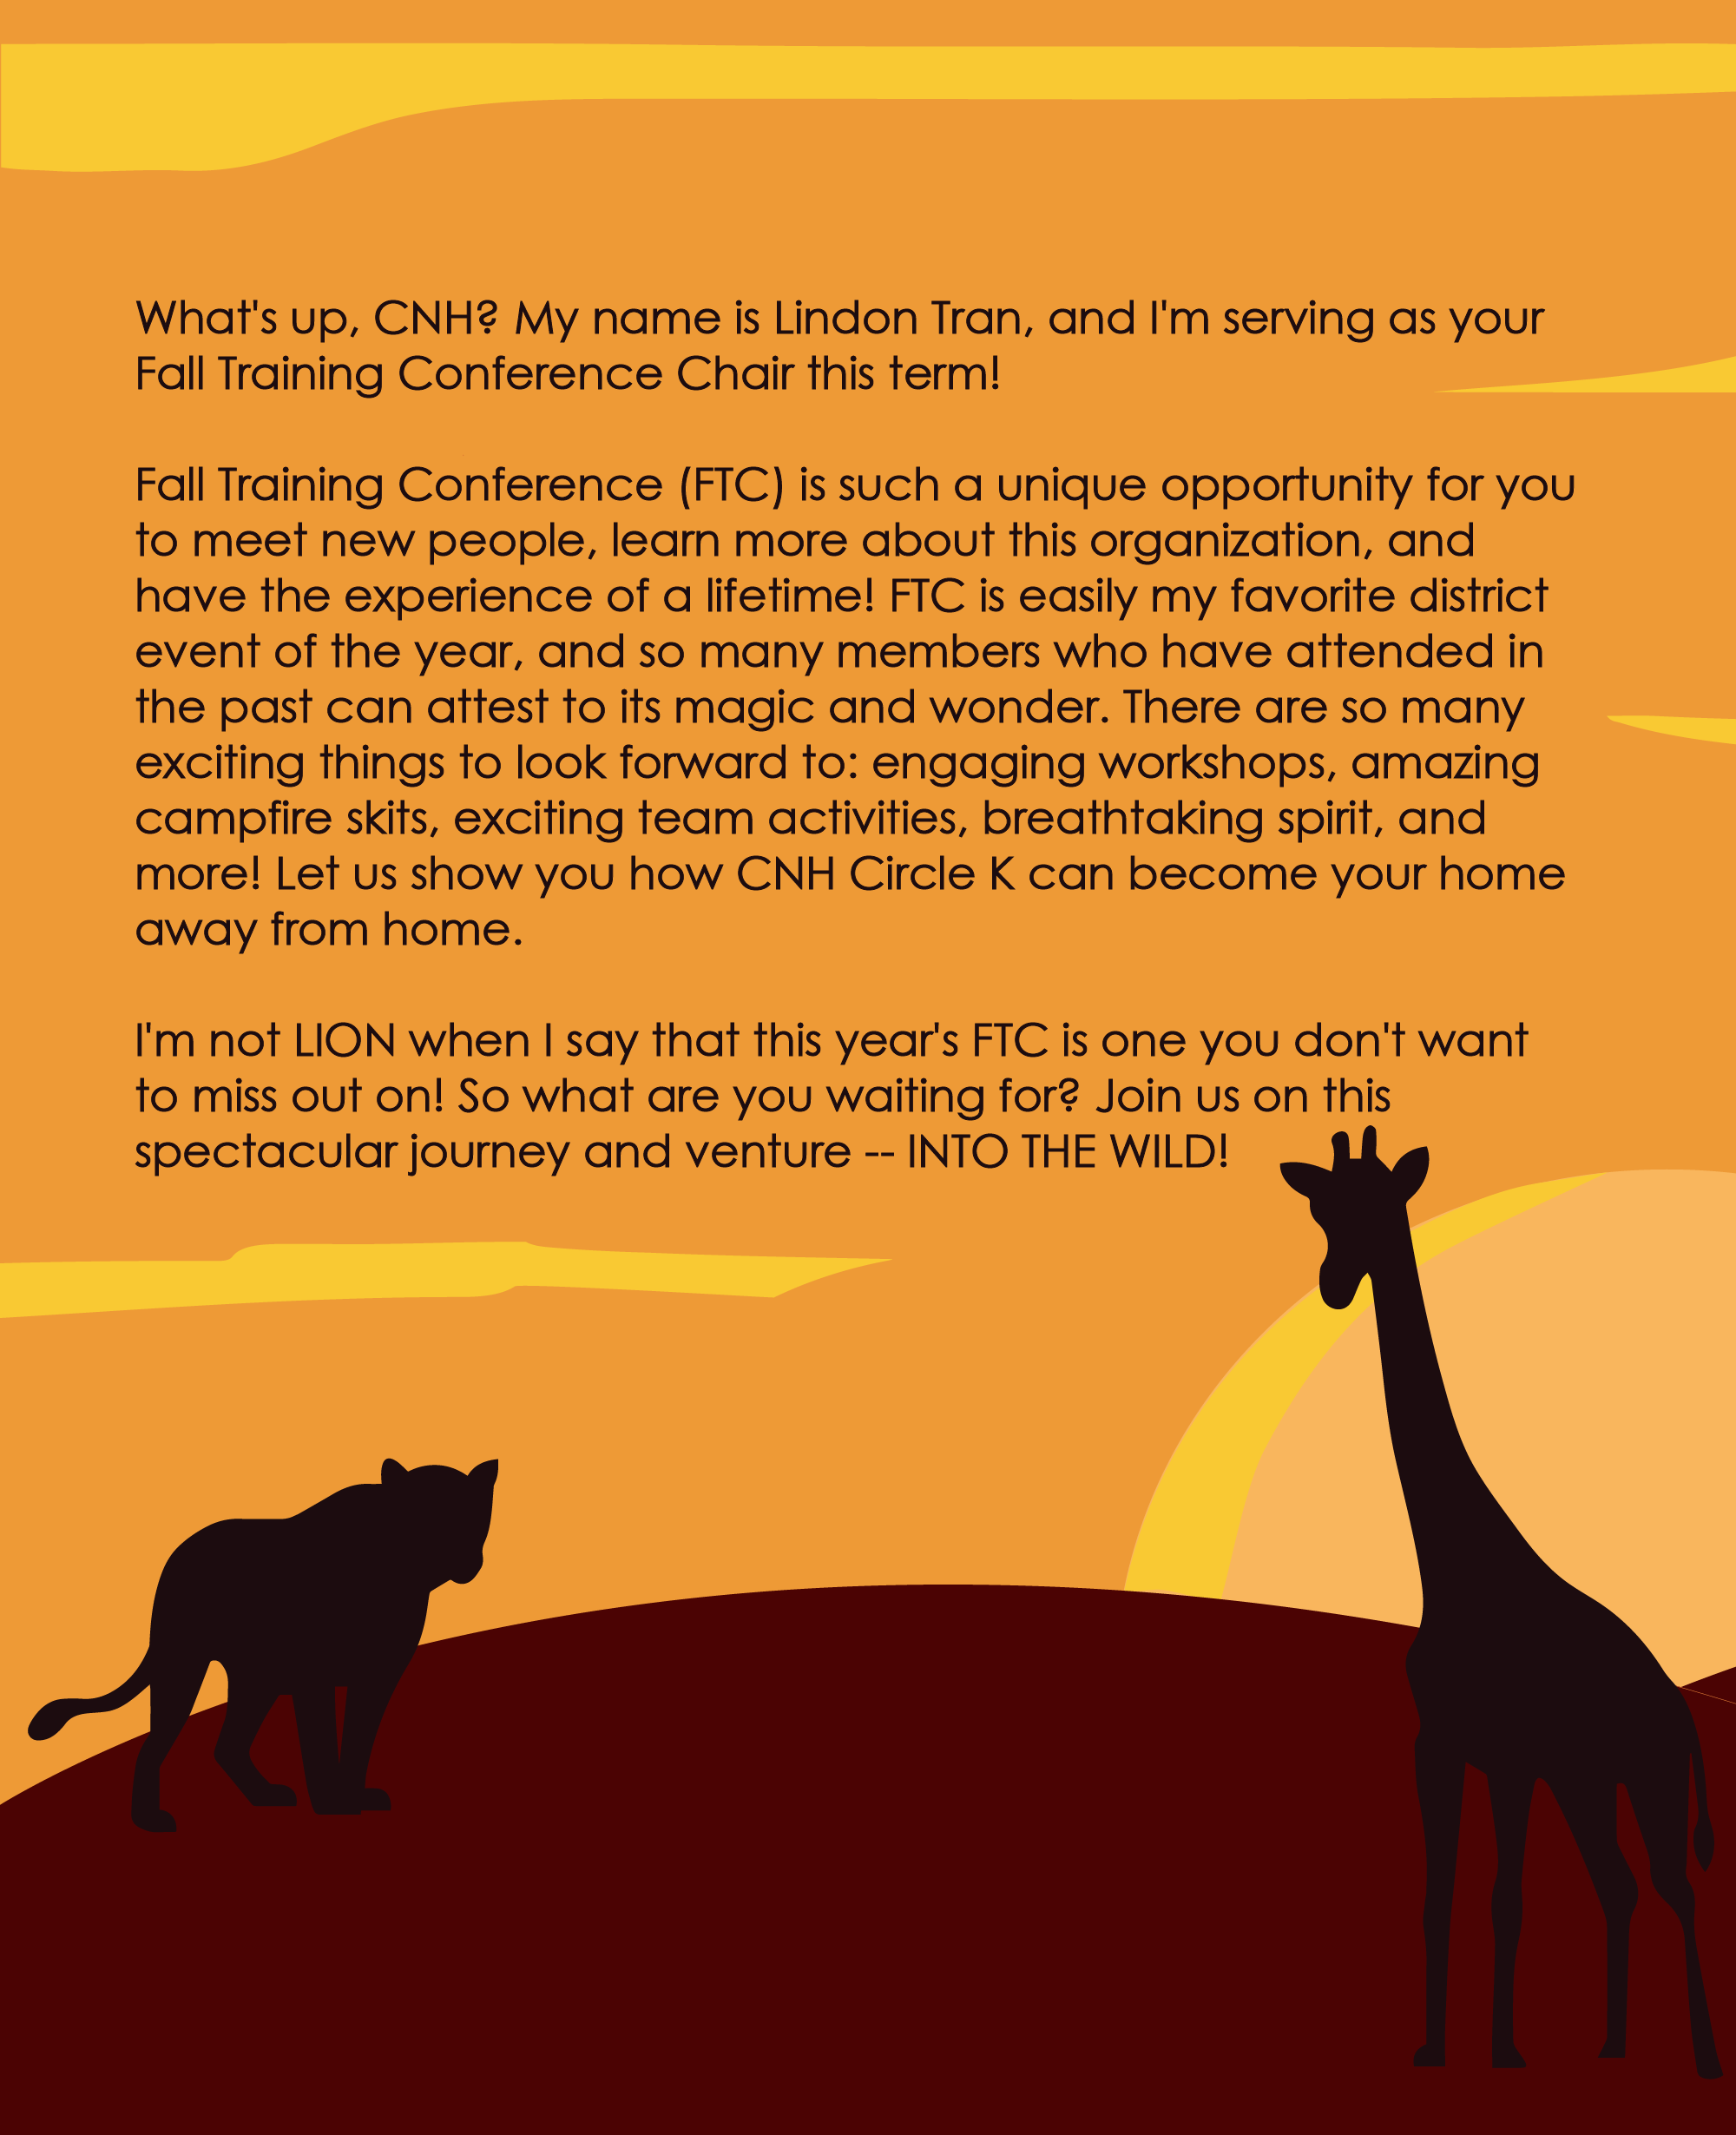 What's up, CNH? My name is Lindon Tran, and I'm serving as your
Fall Training Conference Chair this term!
Fall Training Conference (FTC) is such a unique opportunity for you
to meet new people, learn more about this organization, and
have the experience of a lifetime! FTC is easily my favorite district
event of the year, and so many members who have attended in
the past can attest to its magic and wonder. There are so many
exciting things to look forward to: engaging workshops, amazing
campfire skits, exciting team activities, breathtaking spirit, and
more! Let us show you how CNH Circle K can become your home
away from home.
I'm not LION when I say that this year's FTC is one you don't want
to miss out on! So what are you waiting for? Join us on this
spectacular journey and venture -- INTO THE WILD!